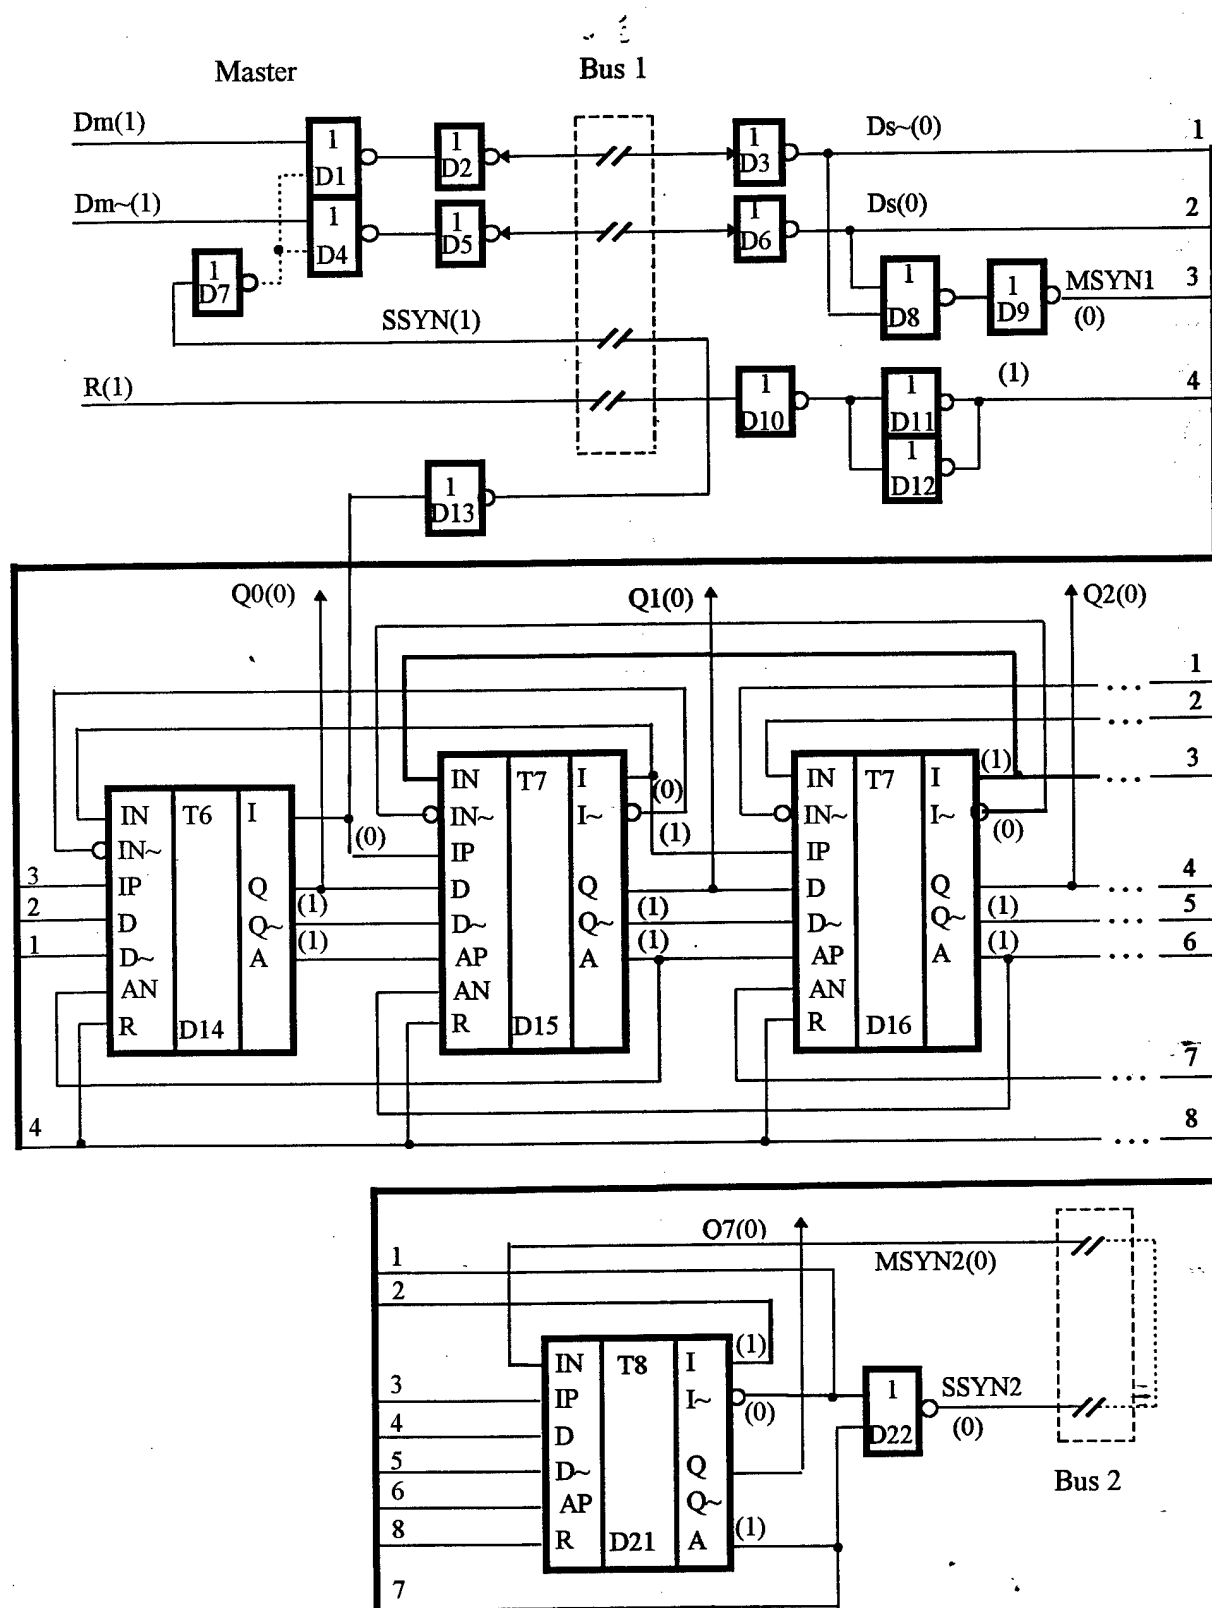 Master
Bus 1
Dm(1)
1
D1
1
D2
1
D3
Ds~(0)
1
Dm~(1)
1
D4
1
D5
1
D6
Ds(0)
2
1
D7
SSYN(1)
1
D8
1
D9
MSYN1
(0)
3
R(1)
1
D10
1
D11
(1)
4
1
D12
1
D13
Q0(0)
Q1(0)
Q2(0)
1
2
3
4
5
6
7
8
... 
...
...
...
...
...
...
...
3
2
1
4
IN
IN~
IP
D
D~
AN
R
T6
D14
I
Q
Q~
A
(0)
(1)
(1)
IN
IN~
IP
D
D~
AP
AN
R
T7
D15
I
I~
Q
Q~
A
(0)
(1)
(1)
(1)
IN
IN~
IP
D
D~
AP
AN
R
T7
D16
I
I~
Q
Q~
A
(1)
(0)
(1)
(1)
Q7(0)
MSYN2(0)
1
2
3
4
5
6
8
7
IN
IP
D
D~
AP
R
T8
D21
I
I~
Q
Q~
A
(1)
(0)
(1)
1
D22
SSYN2
(0)
Bus 2